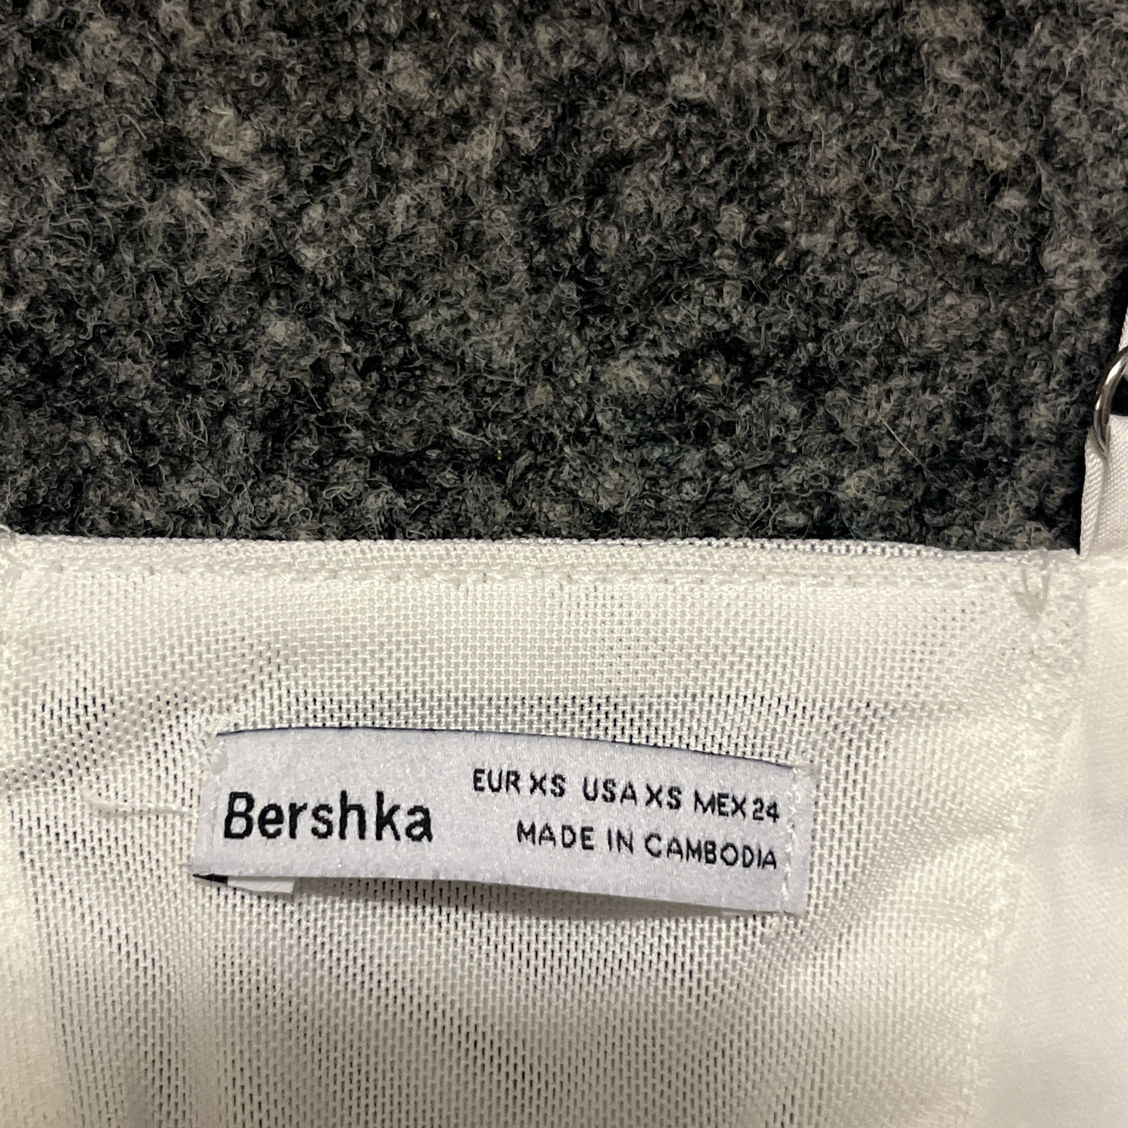 Bershka
EUR XS USA XS MEX 24
MADE IN CAMBODIA